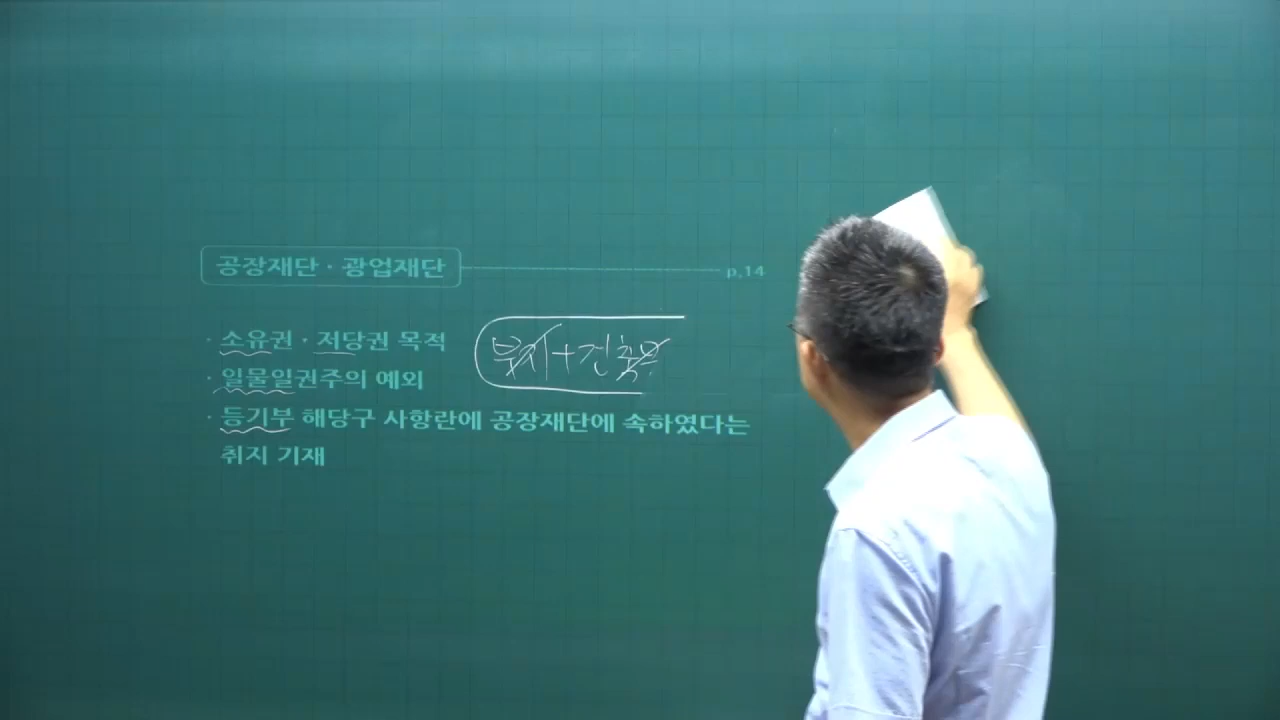 공장재단 · 광업재단 p.14
· 소유권 · 저당권 목적
부지+건축물
· 일물일권주의 예외
· 등기부 해당구 사항란에 공장재단에 속하였다는
취지 기재